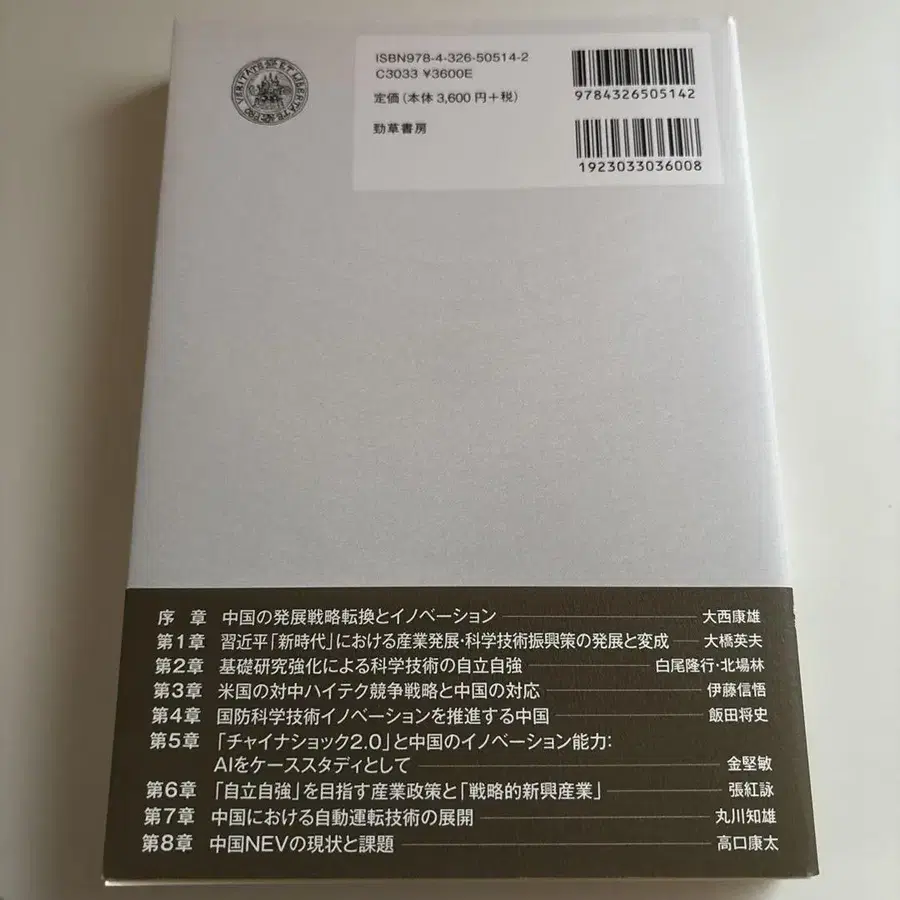 VERITATE ET LIBERTATE PRO
ISBN978-4-326-50514-2
C3033 ¥3600E
定価(本体3,600円+税)
勁草書房
9784326505142
1923033036008
序 章 中国の発展戦略転換とイノベーション 大西康雄
第1章 習近平「新時代」における産業発展・科学技術振興策の発展と変成 大橋英夫
第2章 基礎研究強化による科学技術の自立自強 白尾隆行・北場林
第3章 米国の対中ハイテク競争戦略と中国の対応 伊藤信悟
第4章 国防科学技術イノベーションを推進する中国 飯田将史
第5章 「チャイナショック2.0」と中国のイノベーション能力:
AIをケーススタディとして 金堅敏
第6章 「自立自強」を目指す産業政策と「戦略的新興産業」 張紅詠
第7章 中国における自動運転技術の展開 丸川知雄
第8章 中国NEVの現状と課題 高口康太